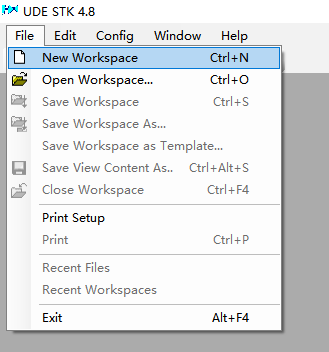 UDE STK 4.8
File Edit Config Window Help
New Workspace Ctrl+N
Open Workspace... Ctrl+O
Save Workspace Ctrl+S
Save Workspace As...
Save Workspace as Template...
Save View Content As.. Ctrl+Alt+S
Close Workspace Ctrl+F4
Print Setup
Print Ctrl+P
Recent Files
Recent Workspaces
Exit Alt+F4